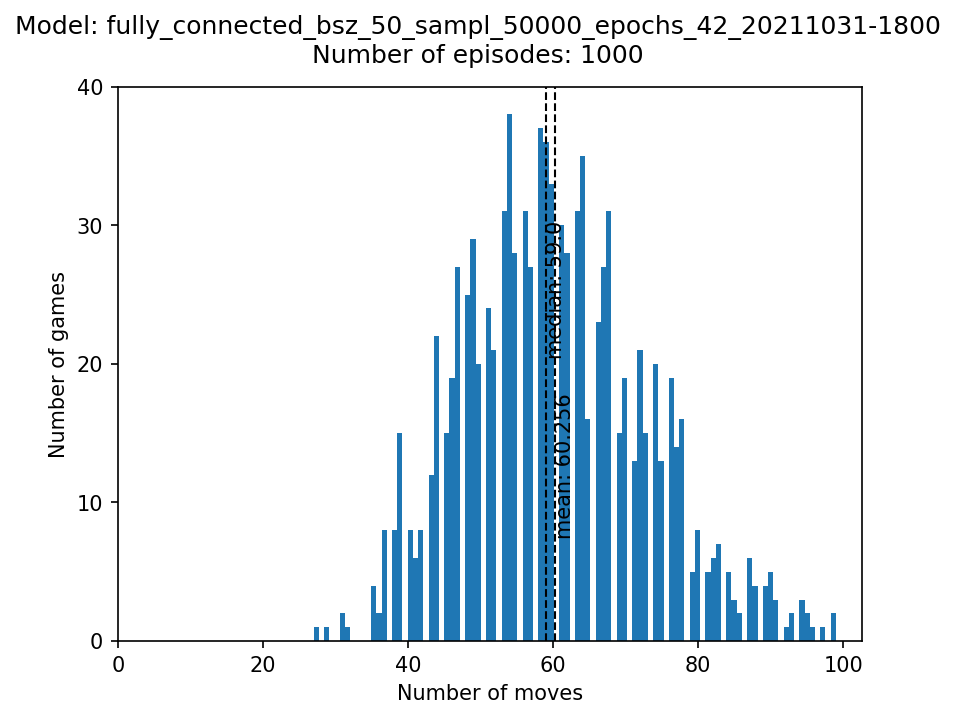 Model: fully_connected_bsz_50_sampl_50000_epochs_42_20211031-1800
Number of episodes: 1000
40
30
20
10
0
Number of games
median: 59.0
mean: 60.256
0 20 40 60 80 100
Number of moves